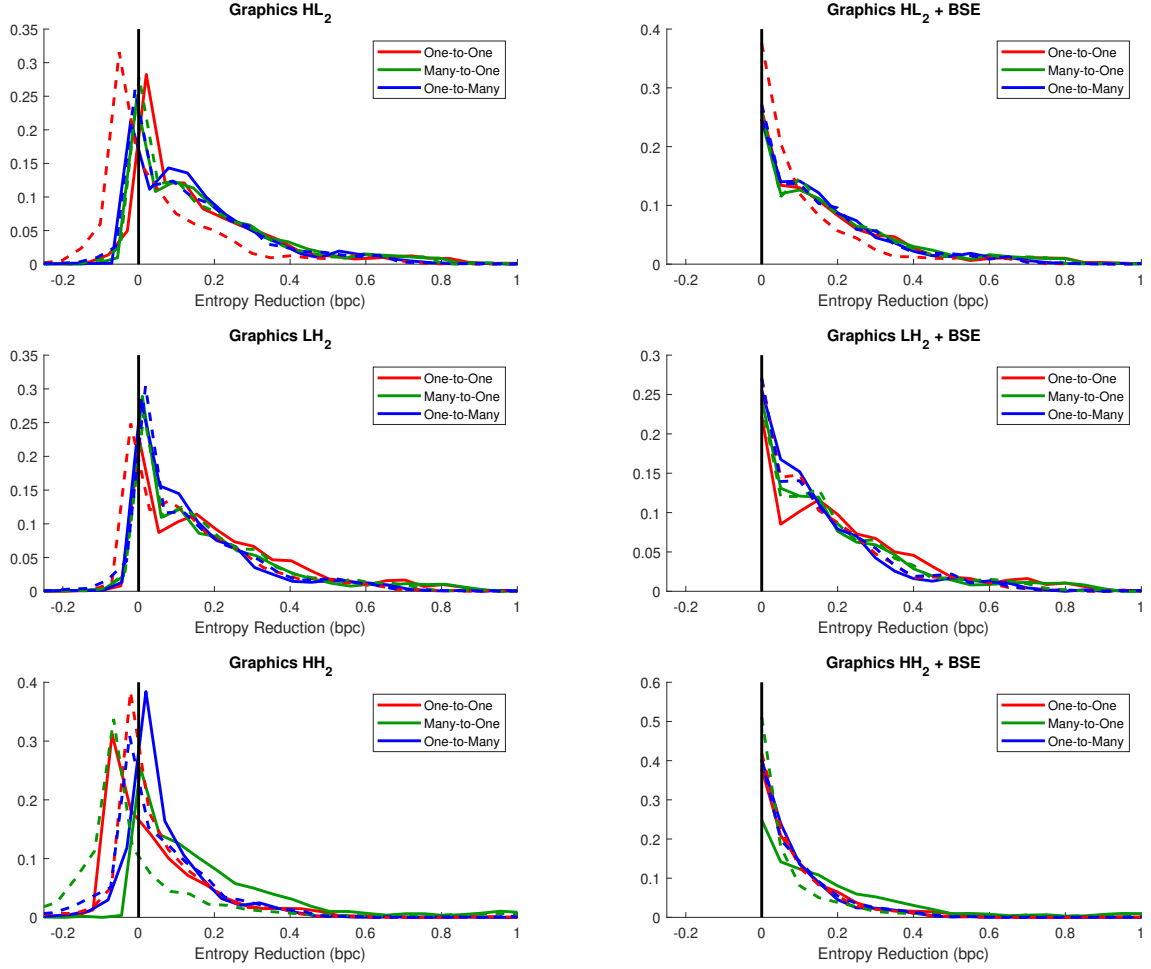 Graphics HL2
0.35
0.3
0.25
0.2
0.15
0.1
0.05
0
-0.2 0 0.2 0.4 0.6 0.8 1
Entropy Reduction (bpc)
One-to-One
Many-to-One
One-to-Many
Graphics HL2 + BSE
0.4
0.3
0.2
0.1
0
-0.2 0 0.2 0.4 0.6 0.8 1
Entropy Reduction (bpc)
One-to-One
Many-to-One
One-to-Many
Graphics LH2
0.35
0.3
0.25
0.2
0.15
0.1
0.05
0
-0.2 0 0.2 0.4 0.6 0.8 1
Entropy Reduction (bpc)
One-to-One
Many-to-One
One-to-Many
Graphics LH2 + BSE
0.3
0.25
0.2
0.15
0.1
0.05
0
-0.2 0 0.2 0.4 0.6 0.8 1
Entropy Reduction (bpc)
One-to-One
Many-to-One
One-to-Many
Graphics HH2
0.4
0.3
0.2
0.1
0
-0.2 0 0.2 0.4 0.6 0.8 1
Entropy Reduction (bpc)
One-to-One
Many-to-One
One-to-Many
Graphics HH2 + BSE
0.6
0.5
0.4
0.3
0.2
0.1
0
-0.2 0 0.2 0.4 0.6 0.8 1
Entropy Reduction (bpc)
One-to-One
Many-to-One
One-to-Many